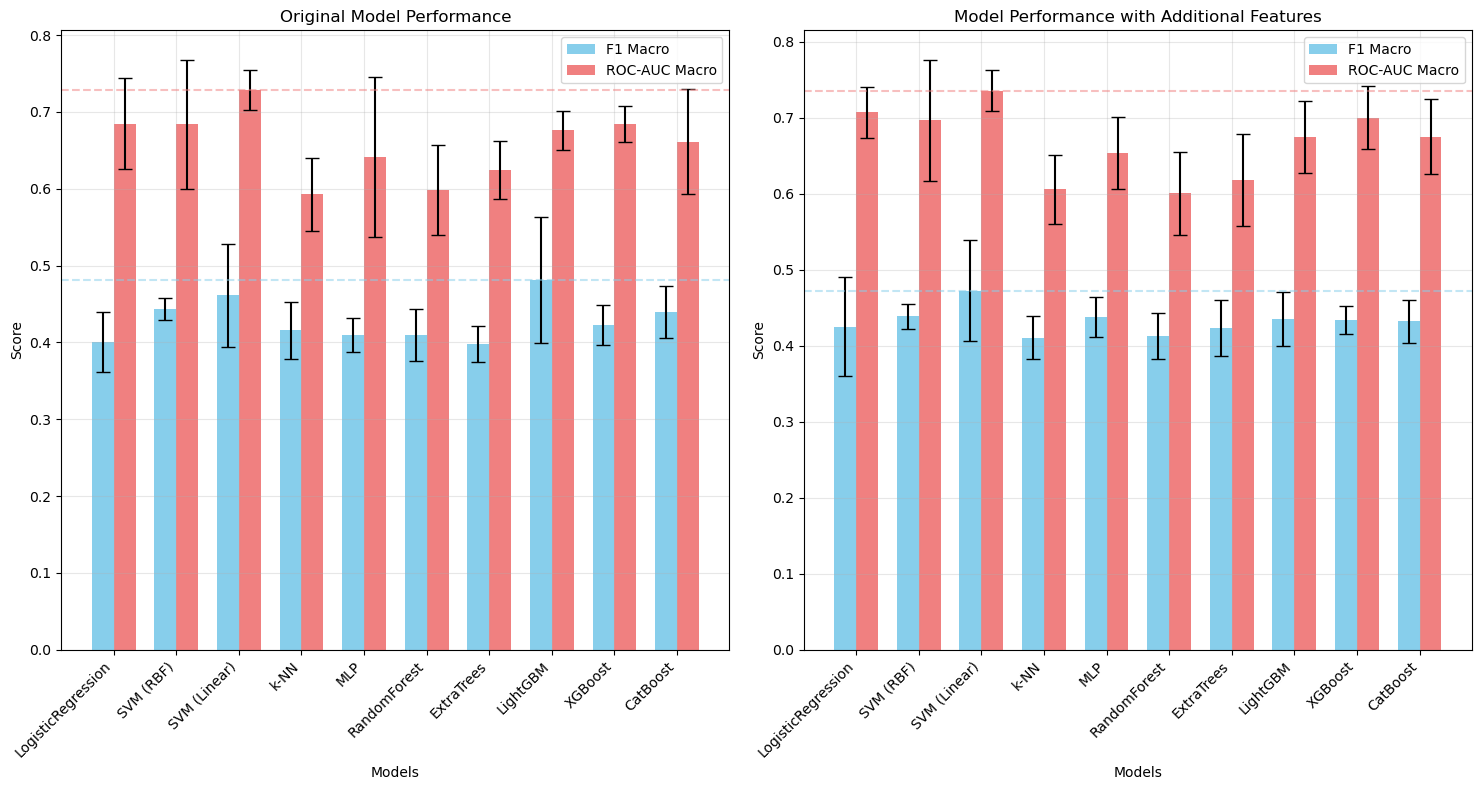 Original Model Performance
F1 Macro
ROC-AUC Macro
0.8
0.7
0.6
0.5
0.4
0.3
0.2
0.1
0.0
Score
LogisticRegression
SVM (RBF)
SVM (Linear)
k-NN
MLP
RandomForest
ExtraTrees
LightGBM
XGBoost
CatBoost
Models
Model Performance with Additional Features
F1 Macro
ROC-AUC Macro
0.8
0.7
0.6
0.5
0.4
0.3
0.2
0.1
0.0
Score
LogisticRegression
SVM (RBF)
SVM (Linear)
k-NN
MLP
RandomForest
ExtraTrees
LightGBM
XGBoost
CatBoost
Models